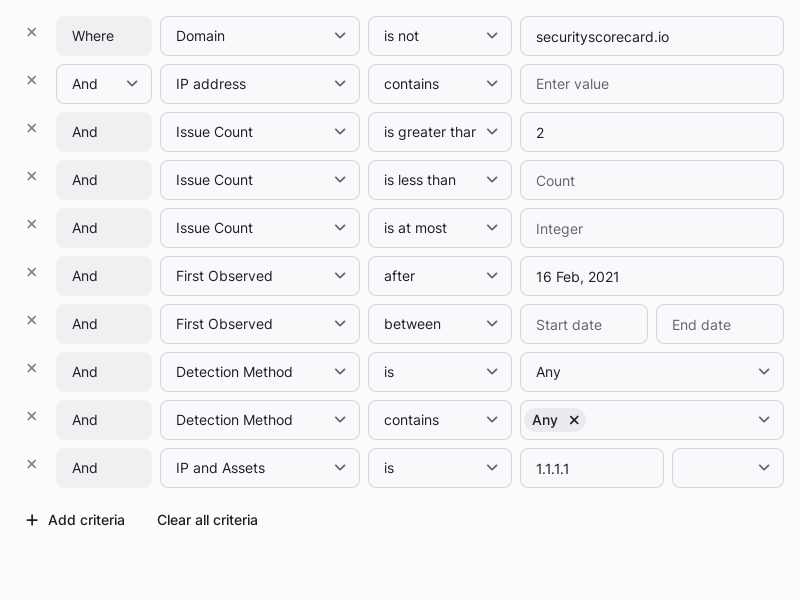 Where Domain is not securityscorecard.io
And IP address contains Enter value
And Issue Count is greater thar 2
And Issue Count is less than Count
And Issue Count is at most Integer
And First Observed after 16 Feb, 2021
And First Observed between Start date End date
And Detection Method is Any
And Detection Method contains Any
And IP and Assets is 1.1.1.1
Add criteria Clear all criteria